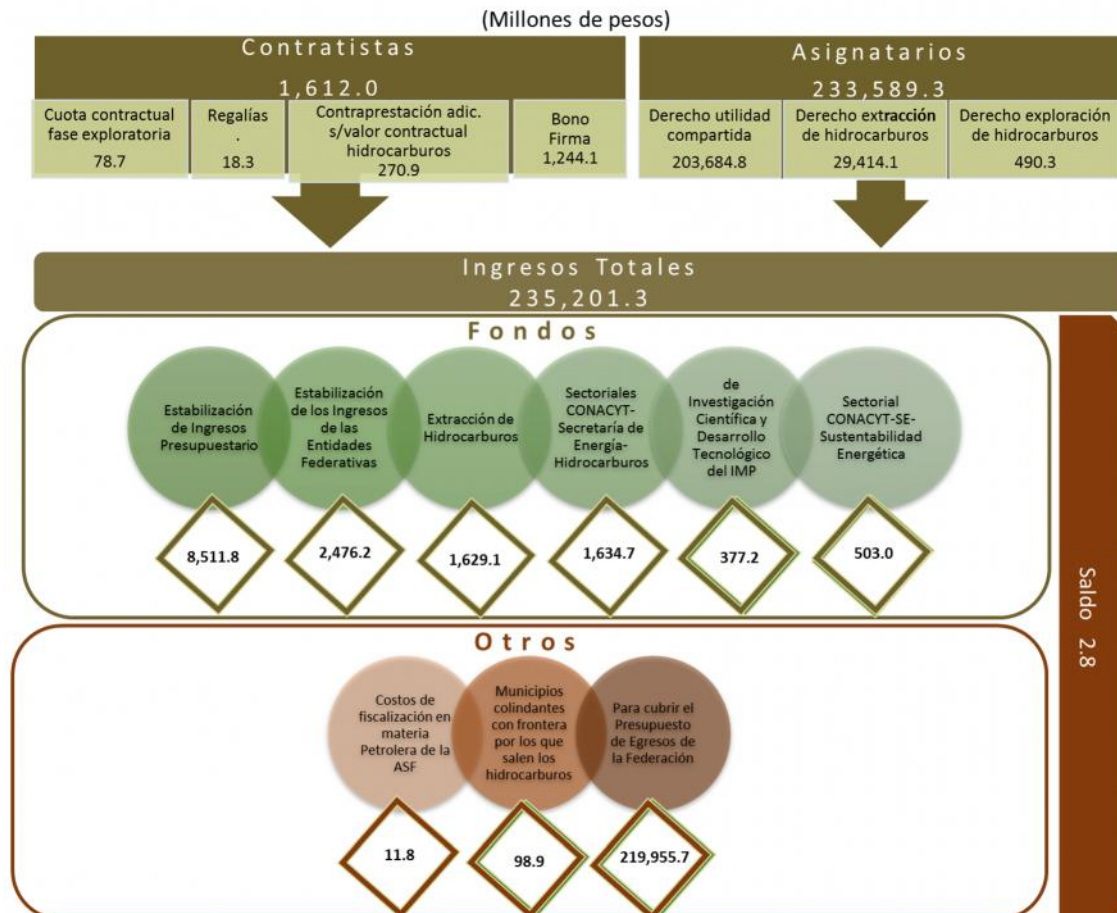 (Millones de pesos)
Contratistas
1,612.0
Cuota contractual
fase exploratoria
78.7
Regalías
.
18.3
Contraprestación adic.
s/valor contractual
hidrocarburos
270.9
Bono
Firma
1,244.1
Asignatarios
233,589.3
Derecho utilidad
compartida
203,684.8
Derecho extracción
de hidrocarburos
29,414.1
Derecho exploración
de hidrocarburos
490.3
Ingresos Totales
235,201.3
Fondos
Estabilización
de Ingresos
Presupuestario
Estabilización
de los Ingresos
de las
Entidades
Federativas
Extracción de
Hidrocarburos
Sectoriales
CONACYT-
Secretaría de
Energía-
Hidrocarburos
de
Investigación
Científica y
Desarrollo
Tecnológico
del IMP
Sectorial
CONACYT-SE-
Sustentabilidad
Energética
8,511.8
2,476.2
1,629.1
1,634.7
377.2
503.0
Saldo 2.8
Otros
Costos de
fiscalización en
materia
Petrolera de la
ASF
Municipios
colindantes
con frontera
por los que
salen los
hidrocarburos
Para cubrir el
Presupuesto
de Egresos de
la Federación
11.8
98.9
219,955.7